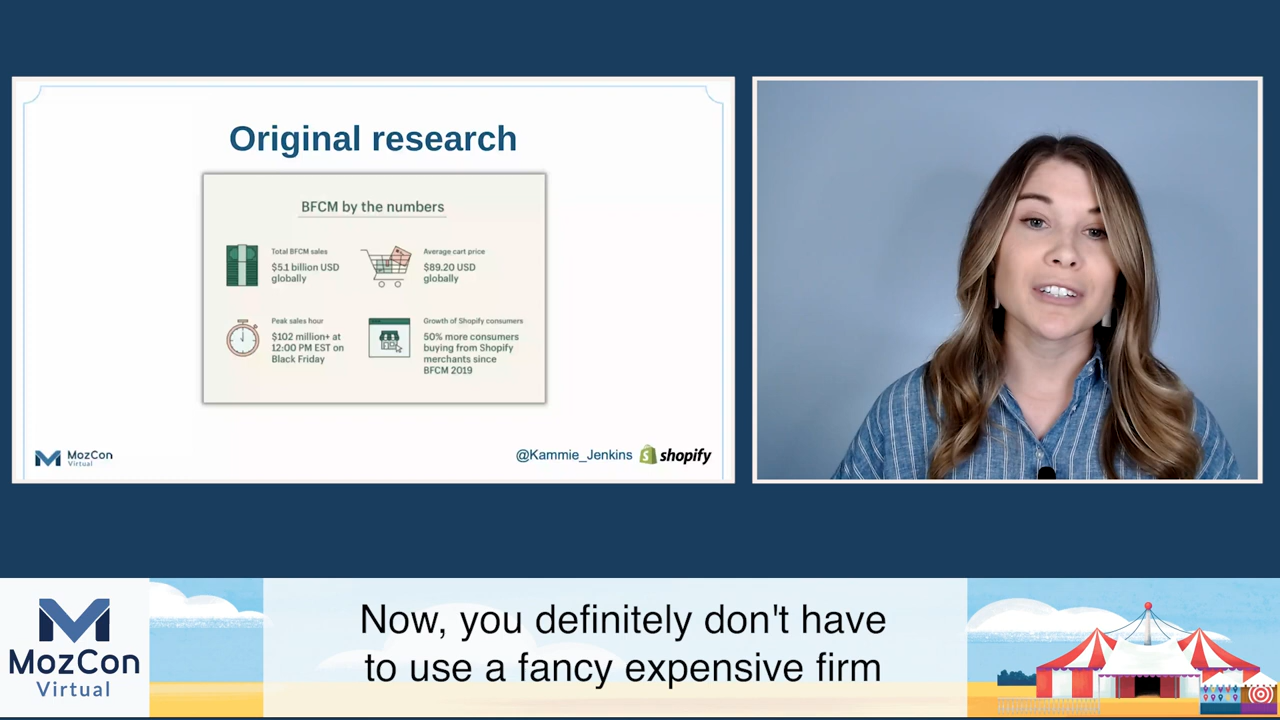 Original research
BFCM by the numbers
Total BFCM sales
$5.1 billion USD
globally
Average cart price
$89.20 USD
globally
Peak sales hour
$102 million+ at
12:00 PM EST on
Black Friday
Growth of Shopify consumers
50% more consumers
buying from Shopify
merchants since
BFCM 2019
MozCon
Virtual
@Kammie_Jenkins
shopify
MozCon
Virtual
Now, you definitely don't have
to use a fancy expensive firm